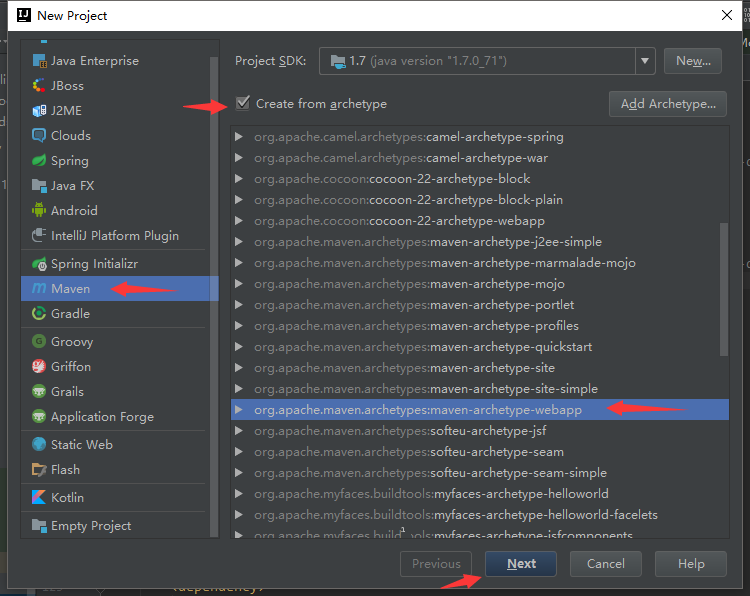 New Project
Java Enterprise
JBoss
J2ME
Clouds
Spring
Java FX
Android
IntelliJ Platform Plugin
Spring Initializr
Maven
Gradle
Groovy
Griffon
Grails
Application Forge
Static Web
Flash
Kotlin
Empty Project
Project SDK:
1.7 (java version "1.7.0_71")
New...
Create from archetype
Add Archetype...
org.apache.camel.archetypes:camel-archetype-spring
org.apache.camel.archetypes:camel-archetype-war
org.apache.cocoon:cocoon-22-archetype-block
org.apache.cocoon:cocoon-22-archetype-block-plain
org.apache.cocoon:cocoon-22-archetype-webapp
org.apache.maven.archetypes:maven-archetype-j2ee-simple
org.apache.maven.archetypes:maven-archetype-marmalade-mojo
org.apache.maven.archetypes:maven-archetype-mojo
org.apache.maven.archetypes:maven-archetype-portlet
org.apache.maven.archetypes:maven-archetype-profiles
org.apache.maven.archetypes:maven-archetype-quickstart
org.apache.maven.archetypes:maven-archetype-site
org.apache.maven.archetypes:maven-archetype-site-simple
org.apache.maven.archetypes:maven-archetype-webapp
org.apache.maven.archetypes:softeu-archetype-jsf
org.apache.maven.archetypes:softeu-archetype-seam
org.apache.maven.archetypes:softeu-archetype-seam-simple
org.apache.myfaces.buildtools:myfaces-archetype-helloworld
org.apache.myfaces.buildtools:myfaces-archetype-helloworld-facelets
Previous
Next
Cancel
Help
<dependency>